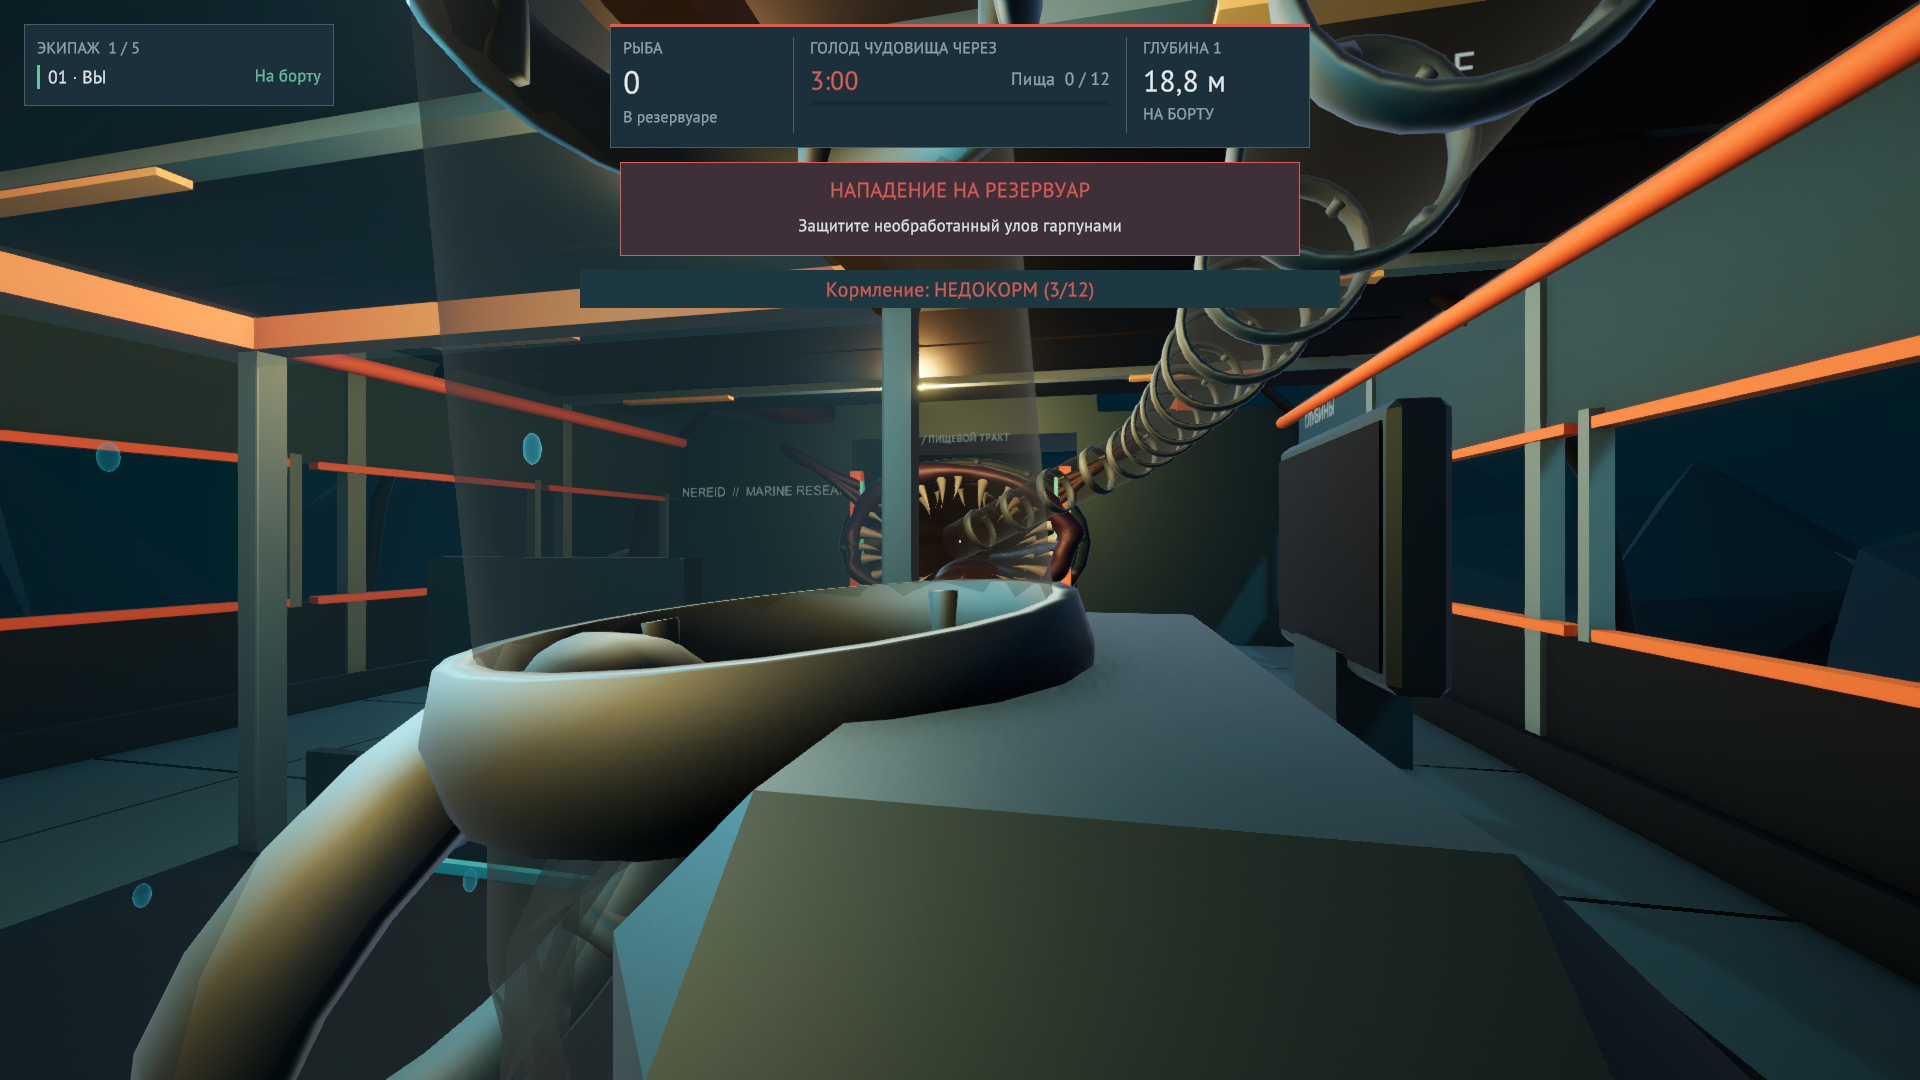 ЭКИПАЖ 1 / 5
01 · ВЫ
На борту
РЫБА
0
В резервуаре
ГОЛОД ЧУДОВИЩА ЧЕРЕЗ
3:00
Пища 0 / 12
ГЛУБИНА 1
18,8 м
НА БОРТУ
НАПАДЕНИЕ НА РЕЗЕРВУАР
Защитите необработанный улов гарпунами
Кормление: НЕДОКОРМ (3/12)
ГЛУБИНЫ
/ ПИЩЕВОЙ ТРАКТ
NEREID // MARINE